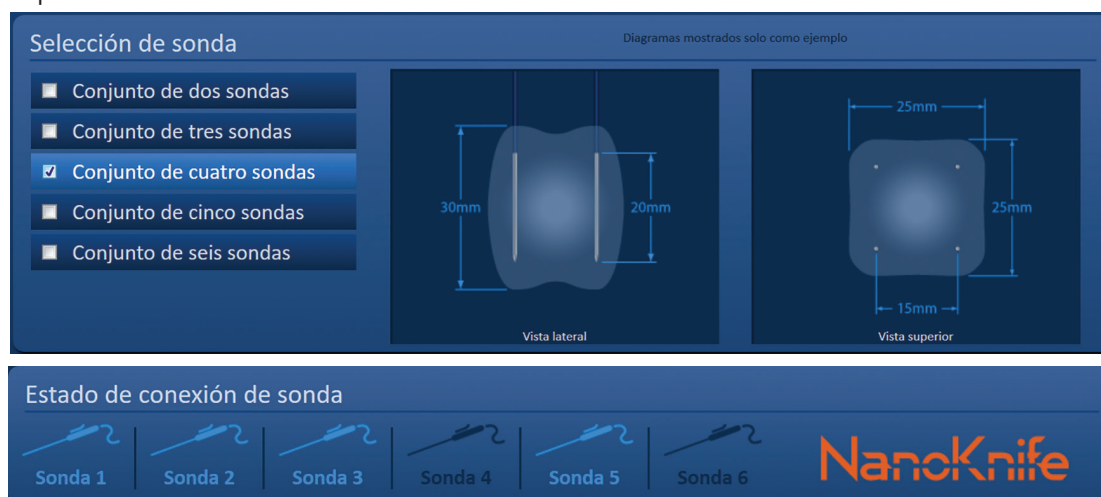 Selección de sonda
Diagramas mostrados solo como ejemplo
Conjunto de dos sondas
Conjunto de tres sondas
Conjunto de cuatro sondas
Conjunto de cinco sondas
Conjunto de seis sondas
30mm
20mm
Vista lateral
25mm
25mm
15mm
Vista superior
Estado de conexión de sonda
Sonda 1
Sonda 2
Sonda 3
Sonda 4
Sonda 5
Sonda 6
NanoKnife